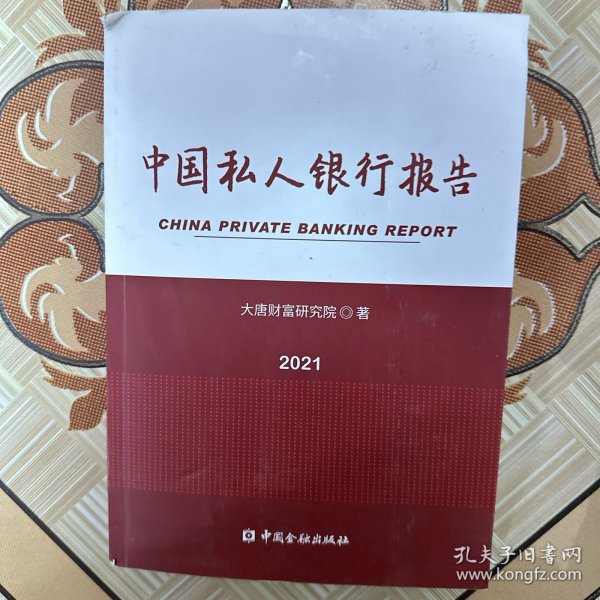 中国私人银行报告
CHINA PRIVATE BANKING REPORT
大唐财富研究院◎著
2021
中国金融出版社
孔夫子旧书网
www.kongfz.com